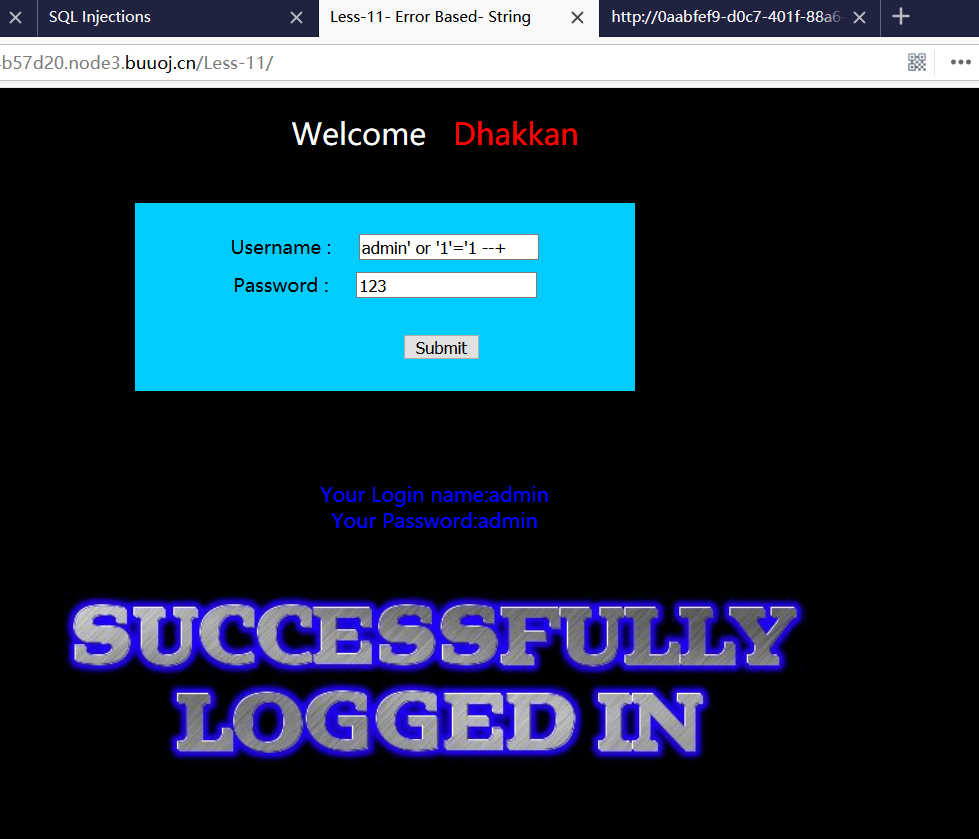 SQL Injections
Less-11- Error Based- String
http://0aabfef9-d0c7-401f-88a6-
b57d20.node3.buuoj.cn/Less-11/
Welcome Dhakkan
Username : admin' or '1'='1 --+
Password : 123
Submit
Your Login name:admin
Your Password:admin
SUCCESSFULLY
LOGGED IN